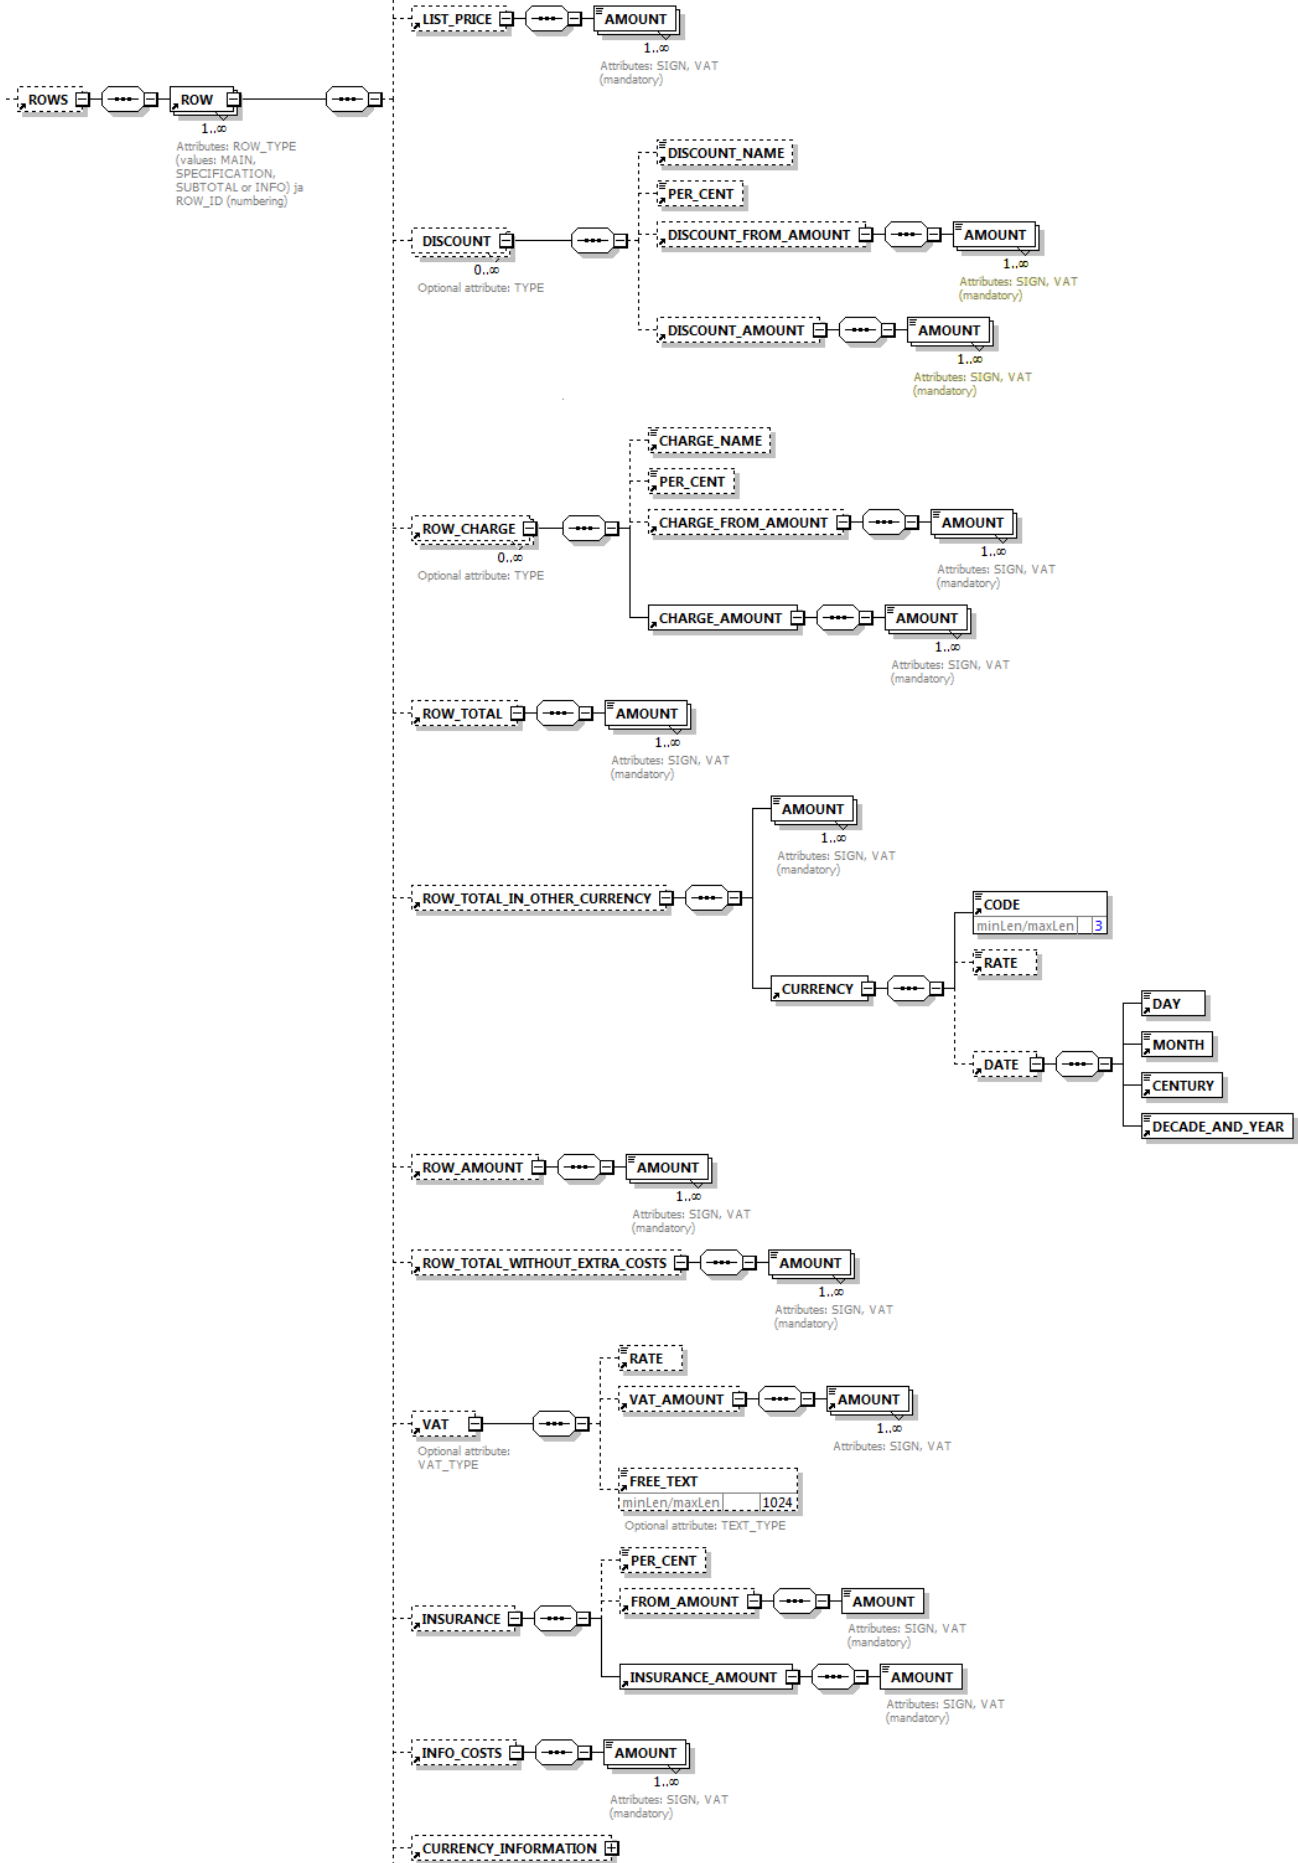 LIST_PRICE
AMOUNT
1..∞
Attributes: SIGN, VAT
(mandatory)
ROWS
ROW
1..∞
Attributes: ROW_TYPE
(values: MAIN,
SPECIFICATION,
SUBTOTAL or INFO) ja
ROW_ID (numbering)
DISCOUNT
0..∞
Optional attribute: TYPE
DISCOUNT_NAME
PER_CENT
DISCOUNT_FROM_AMOUNT
AMOUNT
1..∞
Attributes: SIGN, VAT
(mandatory)
DISCOUNT_AMOUNT
AMOUNT
1..∞
Attributes: SIGN, VAT
(mandatory)
ROW_CHARGE
0..∞
Optional attribute: TYPE
CHARGE_NAME
PER_CENT
CHARGE_FROM_AMOUNT
AMOUNT
1..∞
Attributes: SIGN, VAT
(mandatory)
CHARGE_AMOUNT
AMOUNT
1..∞
Attributes: SIGN, VAT
(mandatory)
ROW_TOTAL
AMOUNT
1..∞
Attributes: SIGN, VAT
(mandatory)
ROW_TOTAL_IN_OTHER_CURRENCY
AMOUNT
1..∞
Attributes: SIGN, VAT
(mandatory)
CURRENCY
CODE
minLen/maxLen 3
RATE
DATE
DAY
MONTH
CENTURY
DECADE_AND_YEAR
ROW_AMOUNT
AMOUNT
1..∞
Attributes: SIGN, VAT
(mandatory)
ROW_TOTAL_WITHOUT_EXTRA_COSTS
AMOUNT
1..∞
Attributes: SIGN, VAT
(mandatory)
VAT
Optional attribute:
VAT_TYPE
RATE
VAT_AMOUNT
AMOUNT
1..∞
Attributes: SIGN, VAT
FREE_TEXT
minLen/maxLen 1024
Optional attribute: TEXT_TYPE
INSURANCE
PER_CENT
FROM_AMOUNT
AMOUNT
Attributes: SIGN, VAT
(mandatory)
INSURANCE_AMOUNT
AMOUNT
Attributes: SIGN, VAT
(mandatory)
INFO_COSTS
AMOUNT
1..∞
Attributes: SIGN, VAT
(mandatory)
CURRENCY_INFORMATION